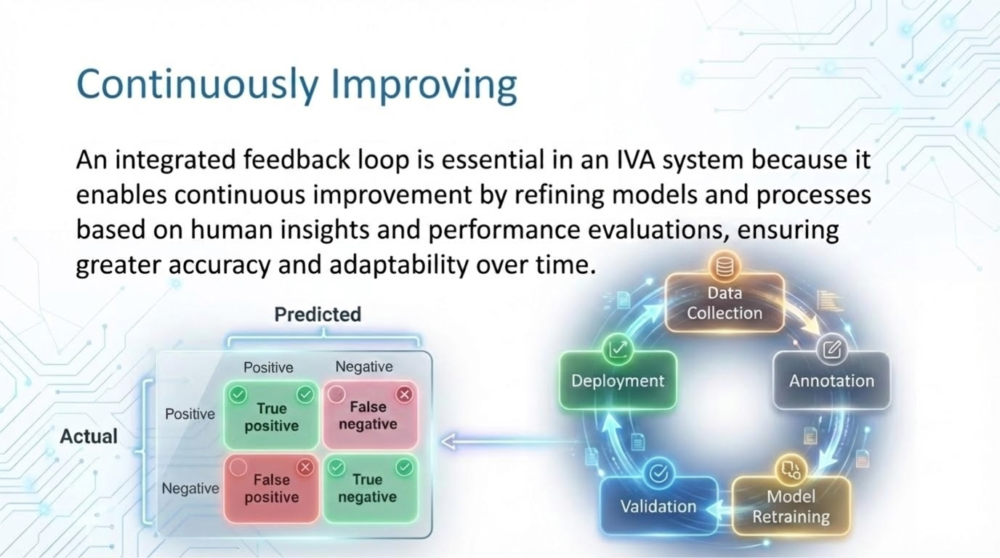 Continuously Improving
An integrated feedback loop is essential in an IVA system because it
enables continuous improvement by refining models and processes
based on human insights and performance evaluations, ensuring
greater accuracy and adaptability over time.
Predicted
Positive
Negative
Actual
Positive
True
positive
False
negative
Negative
False
positive
True
negative
Data
Collection
Annotation
Model
Retraining
Validation
Deployment